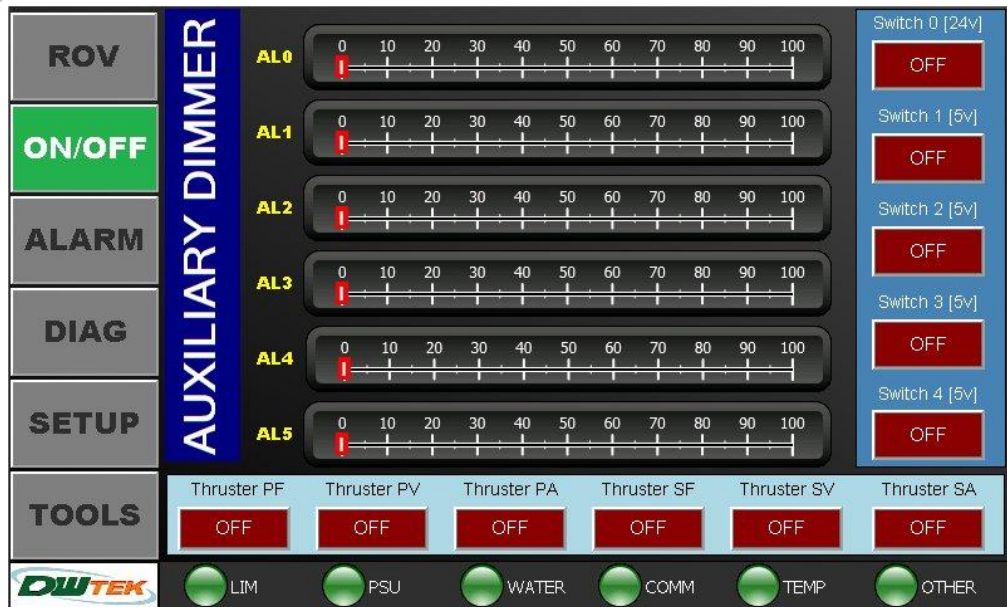 ROV
ON/OFF
ALARM
DIAG
SETUP
TOOLS
DWTEK
AUXILIARY DIMMER
AL0
0 10 20 30 40 50 60 70 80 90 100
AL1
0 10 20 30 40 50 60 70 80 90 100
AL2
0 10 20 30 40 50 60 70 80 90 100
AL3
0 10 20 30 40 50 60 70 80 90 100
AL4
0 10 20 30 40 50 60 70 80 90 100
AL5
0 10 20 30 40 50 60 70 80 90 100
Switch 0 [24v]
OFF
Switch 1 [5v]
OFF
Switch 2 [5v]
OFF
Switch 3 [5v]
OFF
Switch 4 [5v]
OFF
Thruster PF Thruster PV Thruster PA Thruster SF Thruster SV Thruster SA
OFF OFF OFF OFF OFF OFF
LIM PSU WATER COMM TEMP OTHER